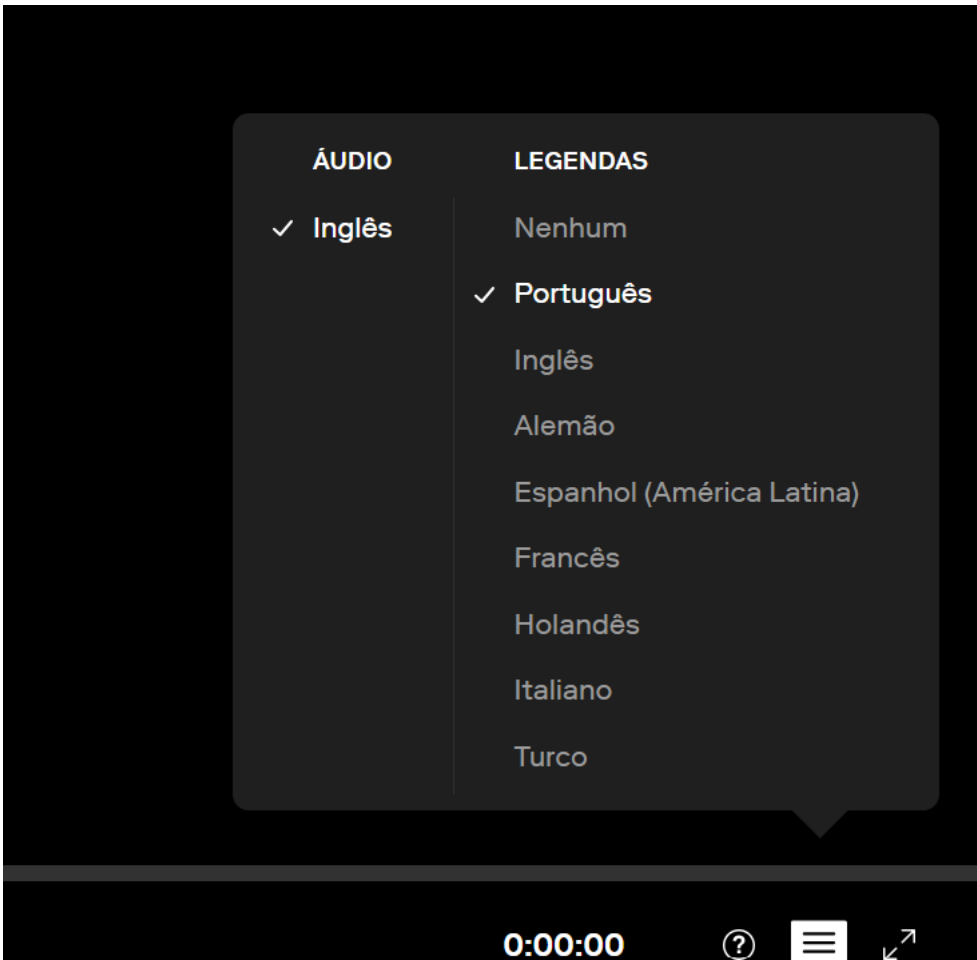 ÁUDIO
Inglês
LEGENDAS
Nenhum
Português
Inglês
Alemão
Espanhol (América Latina)
Francês
Holandês
Italiano
Turco
0:00:00
?